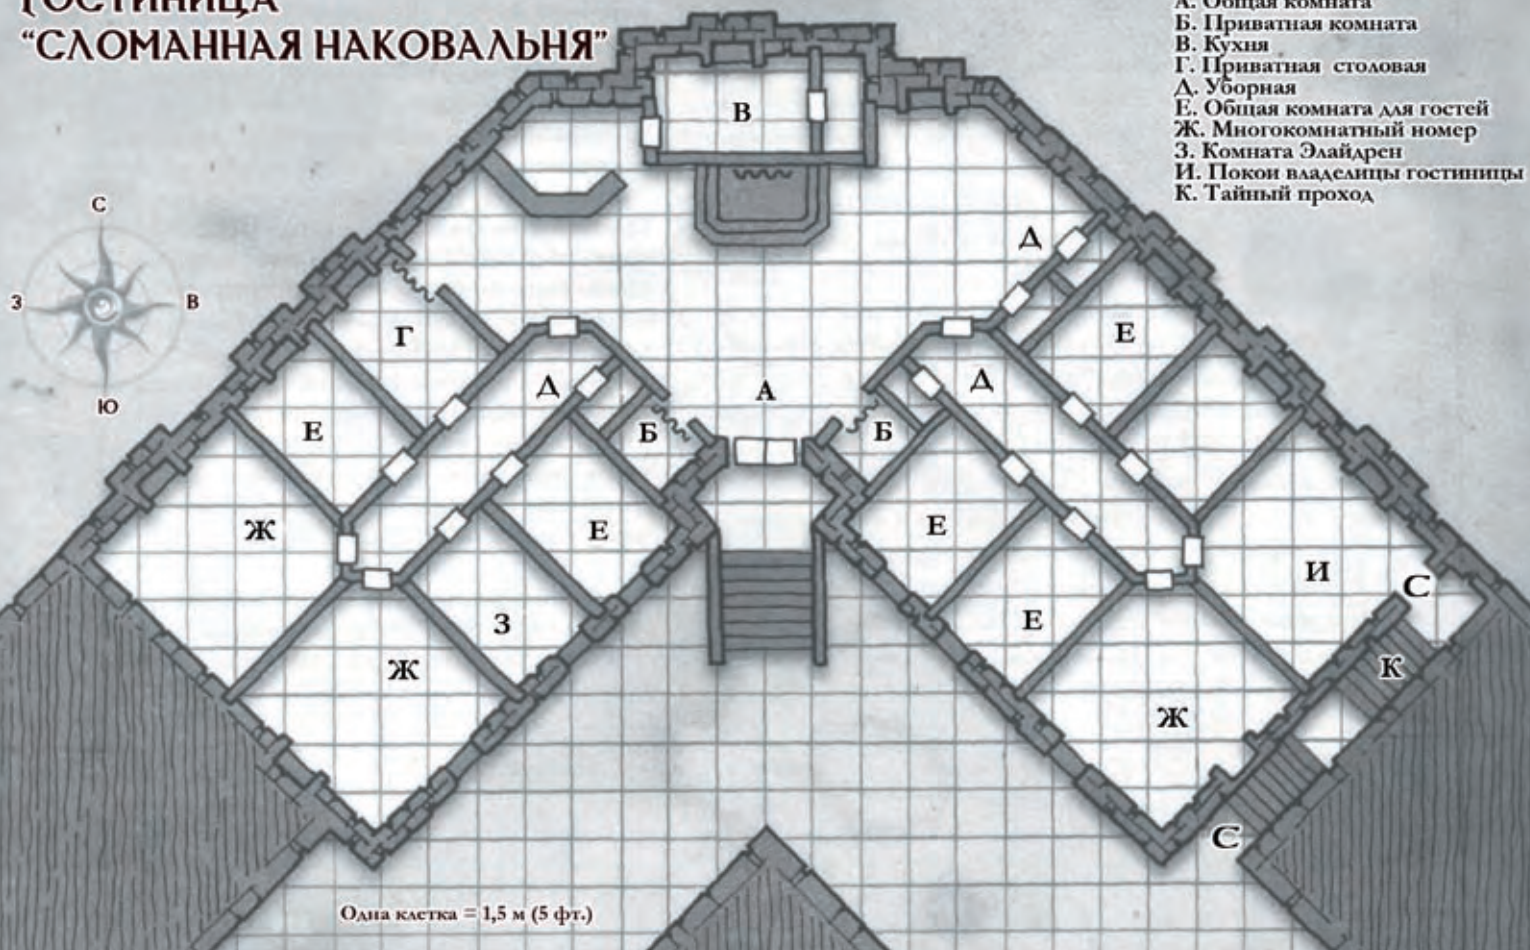 ГОСТИНИЦА
“СЛОМАННАЯ НАКОВАЛЬНЯ”
А. Общая комната
Б. Приватная комната
В. Кухня
Г. Приватная столовая
Д. Уборная
Е. Общая комната для гостей
Ж. Многокомнатный номер
З. Комната Элайдрен
И. Покои владелицы гостиницы
К. Тайный проход
С
З
В
Ю
В
Д
Г
Е
Д
А
Д
Е
Б
Б
Ж
Е
Е
И
С
З
Е
Ж
К
Ж
С
Одна клетка = 1,5 м (5 фт.)